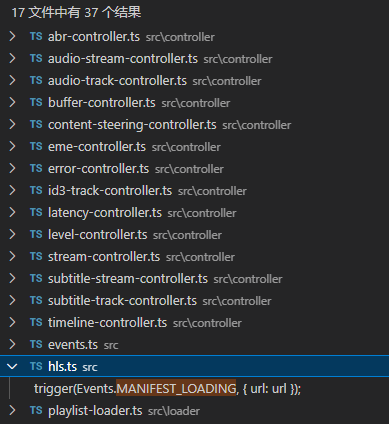 17 文件中有 37 个结果
TS abr-controller.ts src\controller
TS audio-stream-controller.ts src\controller
TS audio-track-controller.ts src\controller
TS buffer-controller.ts src\controller
TS content-steering-controller.ts src\controller
TS eme-controller.ts src\controller
TS error-controller.ts src\controller
TS id3-track-controller.ts src\controller
TS latency-controller.ts src\controller
TS level-controller.ts src\controller
TS stream-controller.ts src\controller
TS subtitle-stream-controller.ts src\controller
TS subtitle-track-controller.ts src\controller
TS timeline-controller.ts src\controller
TS events.ts src
TS hls.ts src
trigger(Events.MANIFEST_LOADING, { url: url });
TS playlist-loader.ts src\loader